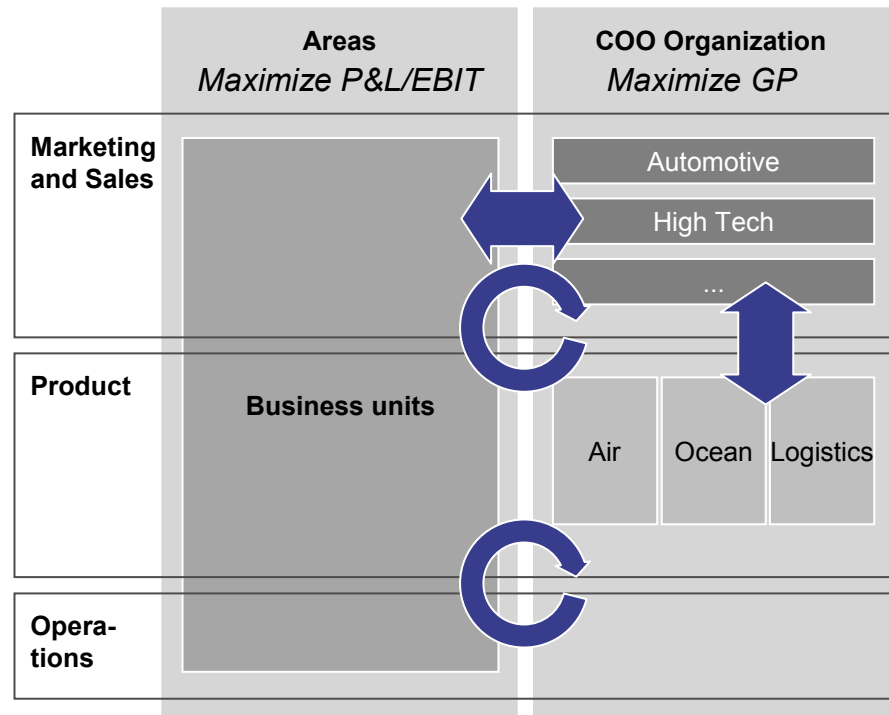 Areas
Maximize P&L/EBIT
COO Organization
Maximize GP
Marketing
and Sales
Automotive
High Tech
...
Product
Business units
Air
Ocean
Logistics
Opera-
tions